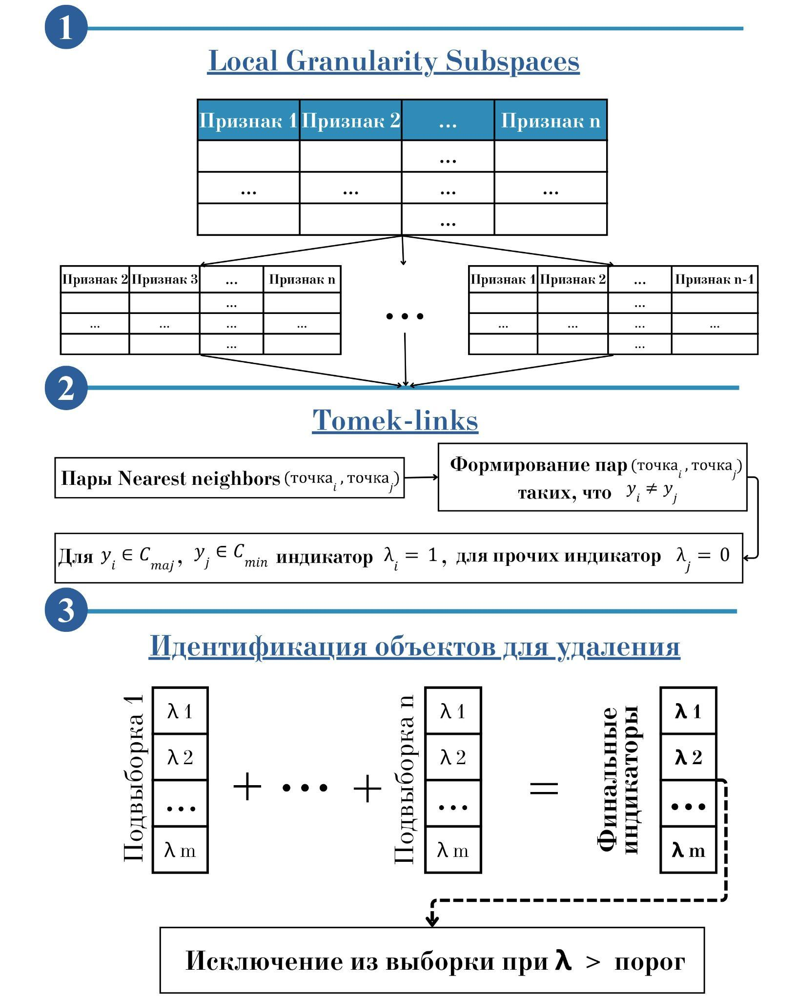 1
Local Granularity Subspaces
Признак 1 Признак 2 ... Признак n
...
... ... ... ...
...
Признак 2 Признак 3 ... Признак n
...
... ... ... ...
...
...
Признак 1 Признак 2 ... Признак n-1
...
... ... ... ...
...
2
Tomek-links
Пары Nearest neighbors (точка_i , точка_j)
Формирование пар (точка_i , точка_j)
таких, что y_i ≠ y_j
Для y_i ∈ C_maj, y_j ∈ C_min индикатор λ_i = 1, для прочих индикатор λ_j = 0
3
Идентификация объектов для удаления
Подвыборка 1
λ 1
λ 2
...
λ m
+ ... +
Подвыборка n
λ 1
λ 2
...
λ m
=
Финальные
индикаторы
λ 1
λ 2
...
λ m
Исключение из выборки при λ > порог